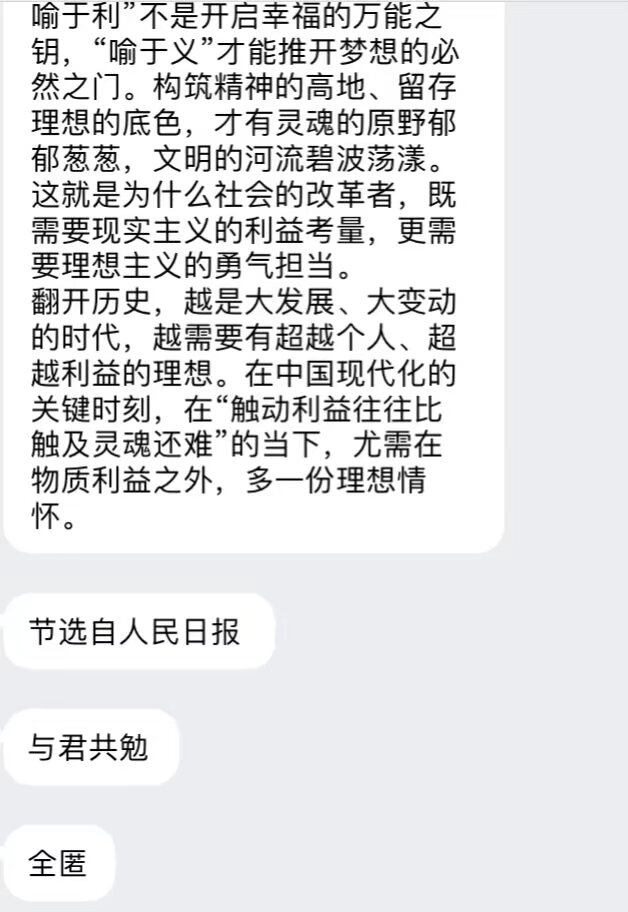 喻于利”不是开启幸福的万能之
钥，“喻于义”才能推开梦想的必
然之门。构筑精神的高地、留存
理想的底色，才有灵魂的原野郁
郁葱葱，文明的河流碧波荡漾。
这就是为什么社会的改革者，既
需要现实主义的利益考量，更需
要理想主义的勇气担当。
翻开历史，越是大发展、大变动
的时代，越需要有超越个人、超
越利益的理想。在中国现代化的
关键时刻，在“触动利益往往比
触及灵魂还难”的当下，尤需在
物质利益之外，多一份理想情
怀。
节选自人民日报
与君共勉
全匿